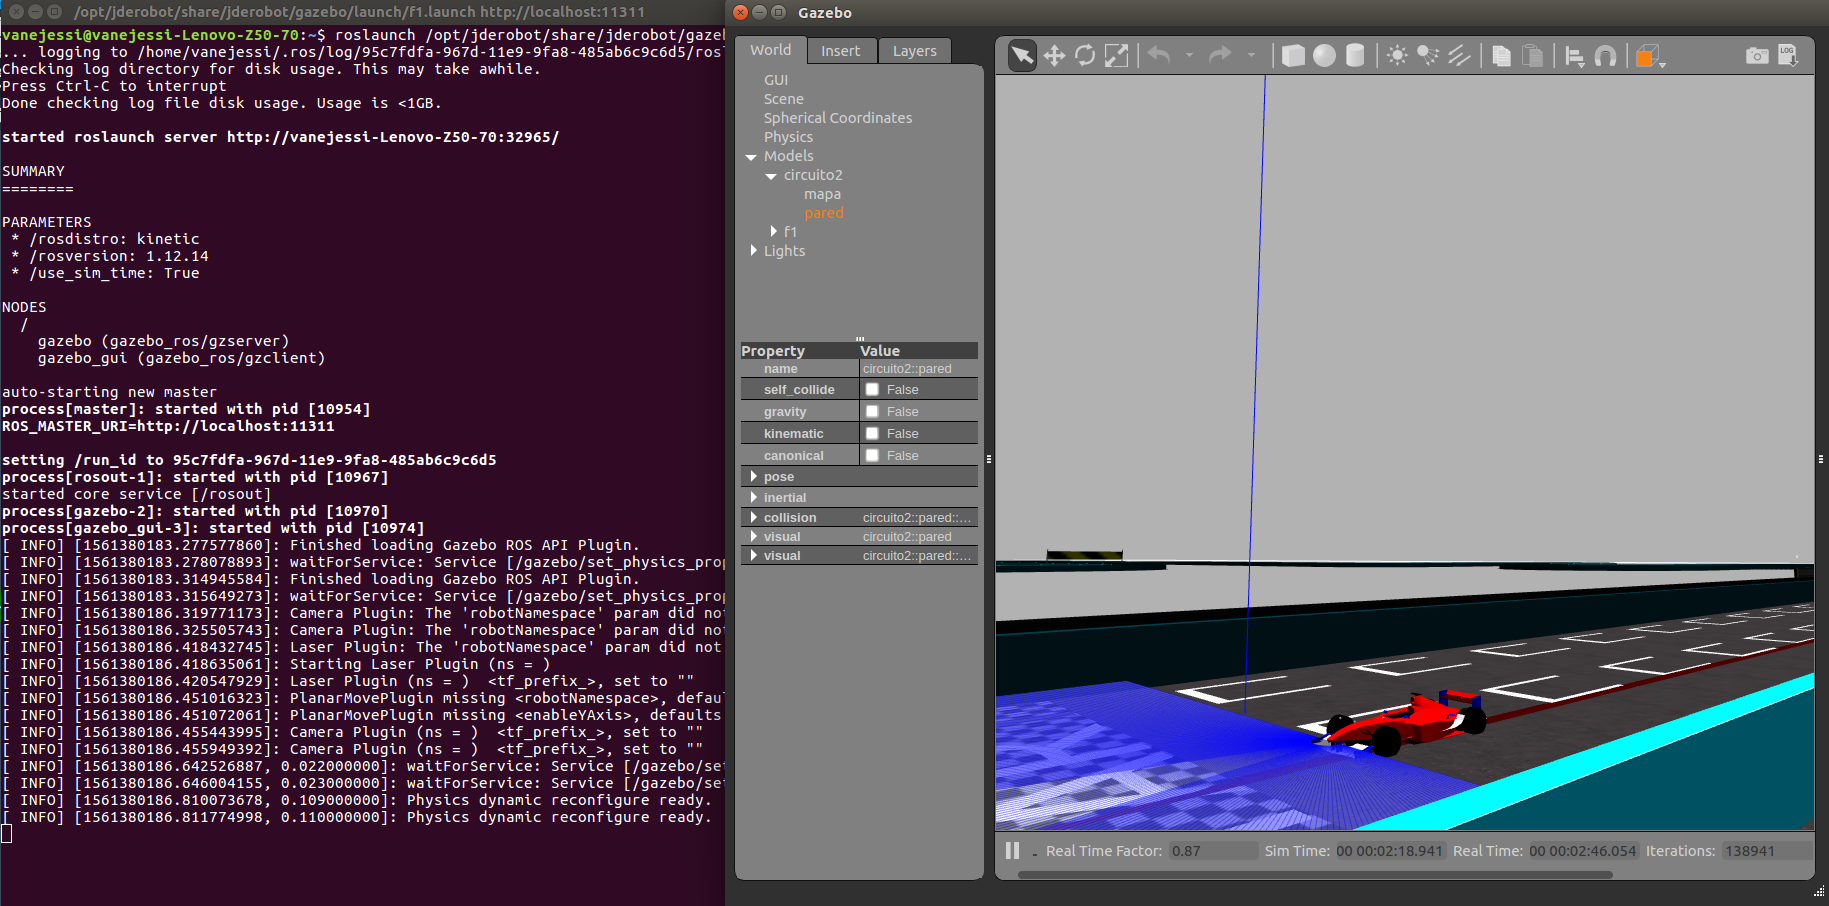 /opt/jderobot/share/jderobot/gazebo/launch/f1.launch http://localhost:11311
vanejessi@vanejessi-Lenovo-Z50-70:~$ roslaunch /opt/jderobot/share/jderobot/gazeb
... logging to /home/vanejessi/.ros/log/95c7fdfa-967d-11e9-9fa8-485ab6c9c6d5/rosl
Checking log directory for disk usage. This may take awhile.
Press Ctrl-C to interrupt
Done checking log file disk usage. Usage is <1GB.
started roslaunch server http://vanejessi-Lenovo-Z50-70:32965/
SUMMARY
========
PARAMETERS
* /rosdistro: kinetic
* /rosversion: 1.12.14
* /use_sim_time: True
NODES
/
gazebo (gazebo_ros/gzserver)
gazebo_gui (gazebo_ros/gzclient)
auto-starting new master
process[master]: started with pid [10954]
ROS_MASTER_URI=http://localhost:11311
setting /run_id to 95c7fdfa-967d-11e9-9fa8-485ab6c9c6d5
process[rosout-1]: started with pid [10967]
started core service [/rosout]
process[gazebo-2]: started with pid [10970]
process[gazebo_gui-3]: started with pid [10974]
[ INFO] [1561380183.277577860]: Finished loading Gazebo ROS API Plugin.
[ INFO] [1561380183.278078893]: waitForService: Service [/gazebo/set_physics_prop
[ INFO] [1561380183.314945584]: Finished loading Gazebo ROS API Plugin.
[ INFO] [1561380183.315649273]: waitForService: Service [/gazebo/set_physics_prop
[ INFO] [1561380186.319771173]: Camera Plugin: The 'robotNamespace' param did not
[ INFO] [1561380186.325505743]: Camera Plugin: The 'robotNamespace' param did not
[ INFO] [1561380186.418432745]: Laser Plugin: The 'robotNamespace' param did not
[ INFO] [1561380186.418635061]: Starting Laser Plugin (ns = )
[ INFO] [1561380186.420547929]: Laser Plugin (ns = )  <tf_prefix_>, set to ""
[ INFO] [1561380186.451016323]: PlanarMovePlugin missing <robotNamespace>, defaul
[ INFO] [1561380186.451072061]: PlanarMovePlugin missing <enableYAxis>, defaults
[ INFO] [1561380186.455443995]: Camera Plugin (ns = )  <tf_prefix_>, set to ""
[ INFO] [1561380186.455949392]: Camera Plugin (ns = )  <tf_prefix_>, set to ""
[ INFO] [1561380186.642526887, 0.022000000]: waitForService: Service [/gazebo/set
[ INFO] [1561380186.646004155, 0.023000000]: waitForService: Service [/gazebo/set
[ INFO] [1561380186.810073678, 0.109000000]: Physics dynamic reconfigure ready.
[ INFO] [1561380186.811774998, 0.110000000]: Physics dynamic reconfigure ready.
Gazebo
World Insert Layers
GUI
Scene
Spherical Coordinates
Physics
Models
circuito2
mapa
pared
f1
Lights
Property Value
name circuito2::pared
self_collide False
gravity False
kinematic False
canonical False
pose
inertial
collision circuito2::pared::...
visual circuito2::pared
visual circuito2::pared::...
LOG
Real Time Factor: 0.87 Sim Time: 00 00:02:18.941 Real Time: 00 00:02:46.054 Iterations: 138941